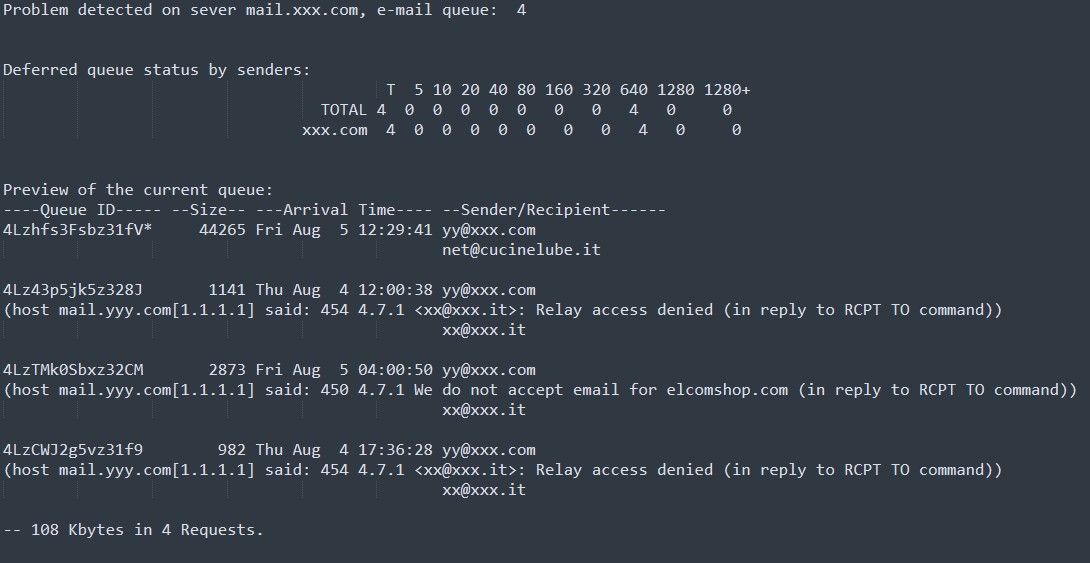 Problem detected on sever mail.xxx.com, e-mail queue:  4
Deferred queue status by senders:
T  5 10 20 40 80 160 320 640 1280 1280+
TOTAL 4  0  0  0  0  0   0   0   4    0     0
xxx.com  4  0  0  0  0  0   0   0   4    0     0
Preview of the current queue:
----Queue ID----- --Size-- ---Arrival Time---- --Sender/Recipient------
4Lzhfs3Fsbz31fV*     44265 Fri Aug  5 12:29:41 yy@xxx.com
net@cucinelube.it
4Lz43p5jk5z328J       1141 Thu Aug  4 12:00:38 yy@xxx.com
(host mail.yyy.com[1.1.1.1] said: 454 4.7.1 <xx@xxx.it>: Relay access denied (in reply to RCPT TO command))
xx@xxx.it
4LzTMk0Sbxz32CM       2873 Fri Aug  5 04:00:50 yy@xxx.com
(host mail.yyy.com[1.1.1.1] said: 450 4.7.1 We do not accept email for elcomshop.com (in reply to RCPT TO command))
xx@xxx.it
4LzCWJ2g5vz31f9        982 Thu Aug  4 17:36:28 yy@xxx.com
(host mail.yyy.com[1.1.1.1] said: 454 4.7.1 <xx@xxx.it>: Relay access denied (in reply to RCPT TO command))
xx@xxx.it
-- 108 Kbytes in 4 Requests.